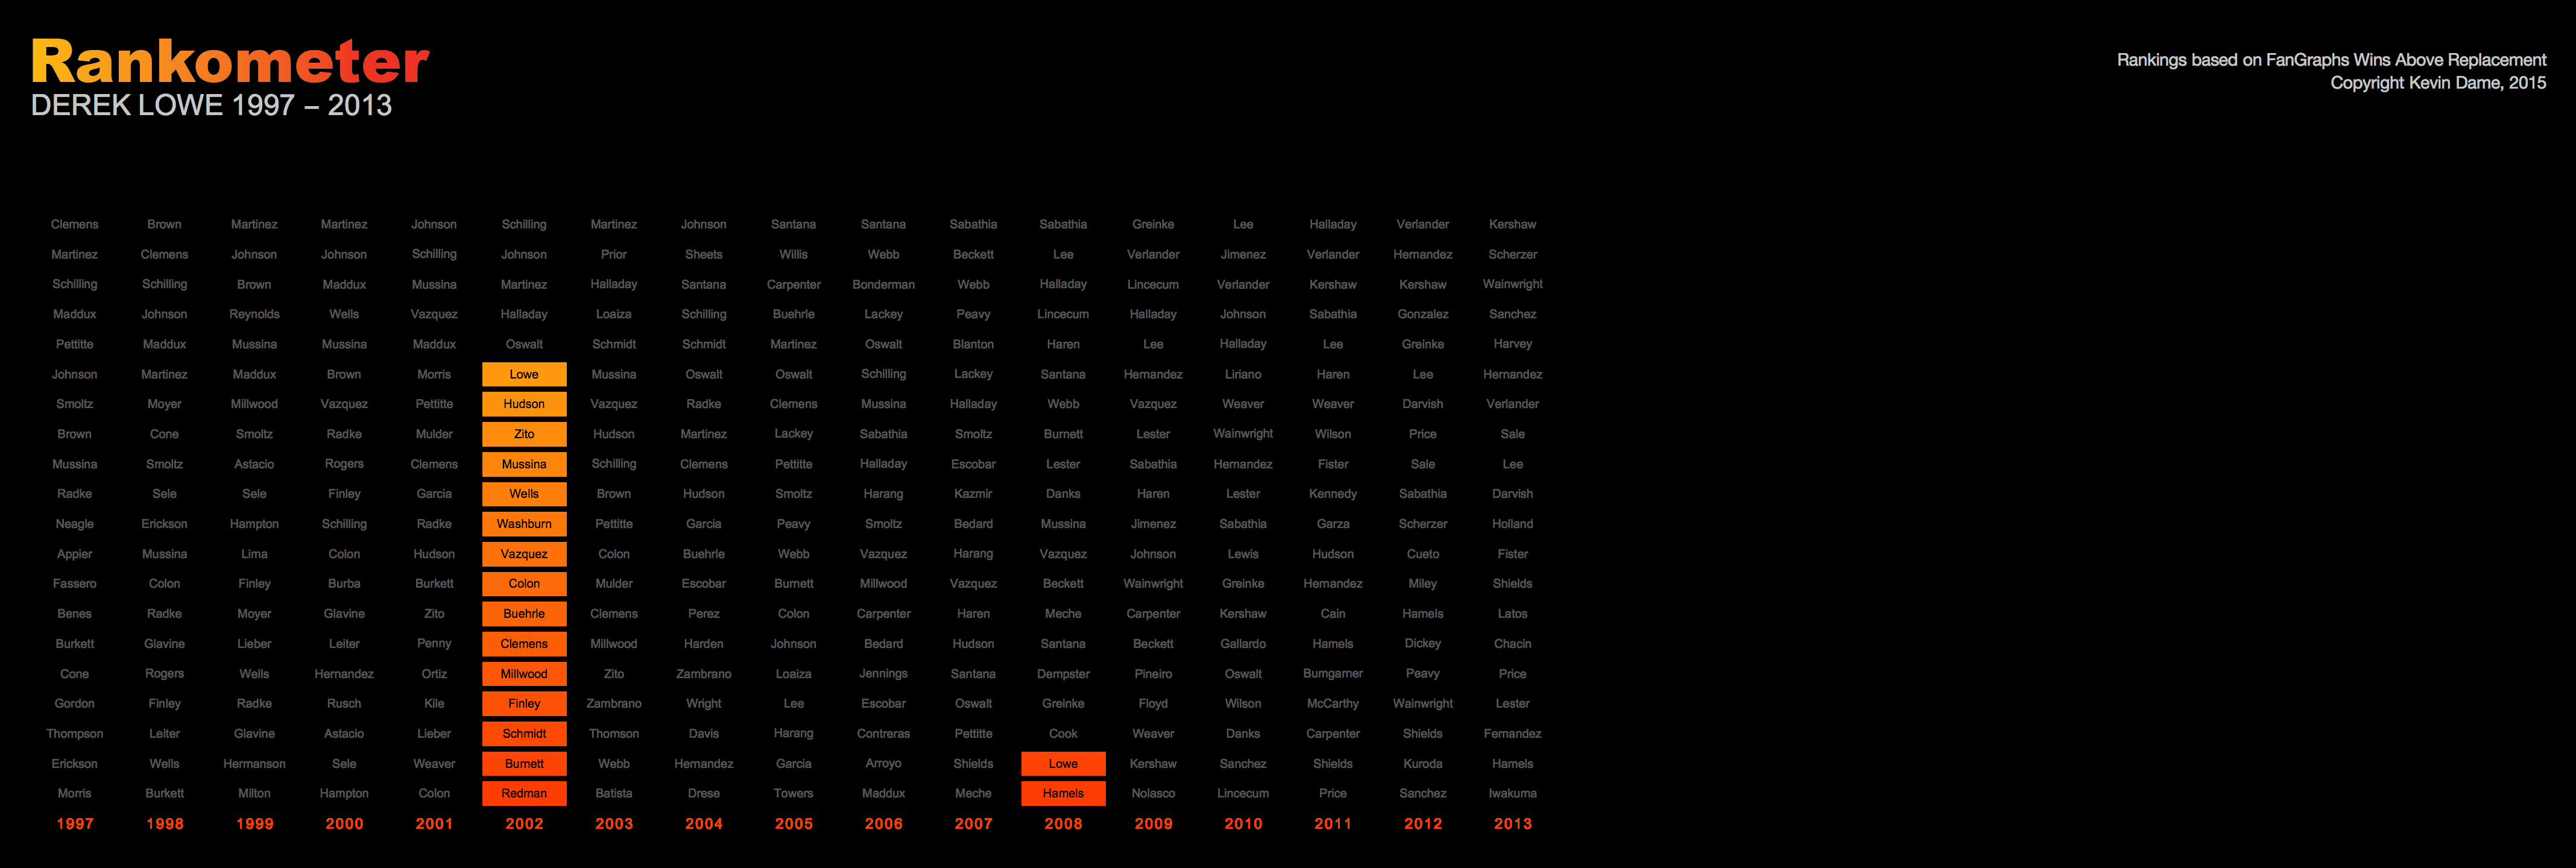 Rankometer
DEREK LOWE 1997 – 2013
Rankings based on FanGraphs Wins Above Replacement
Copyright Kevin Dame, 2015
Clemens Brown Martinez Martinez Johnson Schilling Martinez Johnson Santana Santana Sabathia Sabathia Greinke Lee Halladay Verlander Kershaw
Martinez Clemens Johnson Johnson Schilling Johnson Prior Sheets Willis Webb Beckett Lee Verlander Jimenez Verlander Hernandez Scherzer
Schilling Schilling Brown Maddux Mussina Martinez Halladay Santana Carpenter Bonderman Webb Halladay Lincecum Verlander Kershaw Kershaw Wainwright
Maddux Johnson Reynolds Wells Vazquez Halladay Loaiza Schilling Buehrle Lackey Peavy Lincecum Halladay Johnson Sabathia Gonzalez Sanchez
Pettitte Maddux Mussina Mussina Maddux Oswalt Schmidt Schmidt Martinez Oswalt Blanton Haren Lee Halladay Lee Greinke Harvey
Johnson Martinez Maddux Brown Morris Lowe Mussina Oswalt Oswalt Schilling Lackey Santana Hernandez Liriano Haren Lee Hernandez
Smoltz Moyer Millwood Vazquez Pettitte Hudson Vazquez Radke Clemens Mussina Halladay Webb Vazquez Weaver Weaver Darvish Verlander
Brown Cone Smoltz Radke Mulder Zito Hudson Martinez Lackey Sabathia Smoltz Burnett Lester Wainwright Wilson Price Sale
Mussina Smoltz Astacio Rogers Clemens Mussina Schilling Clemens Pettitte Halladay Escobar Lester Sabathia Hernandez Fister Sale Lee
Radke Sele Sele Finley Garcia Wells Brown Hudson Smoltz Harang Kazmir Danks Haren Lester Kennedy Sabathia Darvish
Neagle Erickson Hampton Schilling Radke Washburn Pettitte Garcia Peavy Smoltz Bedard Mussina Jimenez Sabathia Garza Scherzer Holland
Appier Mussina Lima Colon Hudson Vazquez Colon Buehrle Webb Vazquez Harang Vazquez Johnson Lewis Hudson Cueto Fister
Fassero Colon Finley Burba Burkett Colon Mulder Escobar Burnett Millwood Vazquez Beckett Wainwright Greinke Hernandez Miley Shields
Benes Radke Moyer Glavine Zito Buehrle Clemens Perez Colon Carpenter Haren Meche Carpenter Kershaw Cain Hamels Latos
Burkett Glavine Lieber Leiter Penny Clemens Millwood Harden Johnson Bedard Hudson Santana Beckett Gallardo Hamels Dickey Chacin
Cone Rogers Wells Hernandez Ortiz Millwood Zito Zambrano Loaiza Jennings Santana Dempster Pineiro Oswalt Bumgarner Peavy Price
Gordon Finley Radke Rusch Kile Finley Zambrano Wright Lee Escobar Oswalt Greinke Floyd Wilson McCarthy Wainwright Lester
Thompson Leiter Glavine Astacio Lieber Schmidt Thomson Davis Harang Contreras Pettitte Cook Weaver Danks Carpenter Shields Fernandez
Erickson Wells Hermanson Sele Weaver Burnett Webb Hernandez Garcia Arroyo Shields Lowe Kershaw Sanchez Shields Kuroda Hamels
Morris Burkett Milton Hampton Colon Redman Batista Drese Towers Maddux Meche Hamels Nolasco Lincecum Price Sanchez Iwakuma
1997 1998 1999 2000 2001 2002 2003 2004 2005 2006 2007 2008 2009 2010 2011 2012 2013